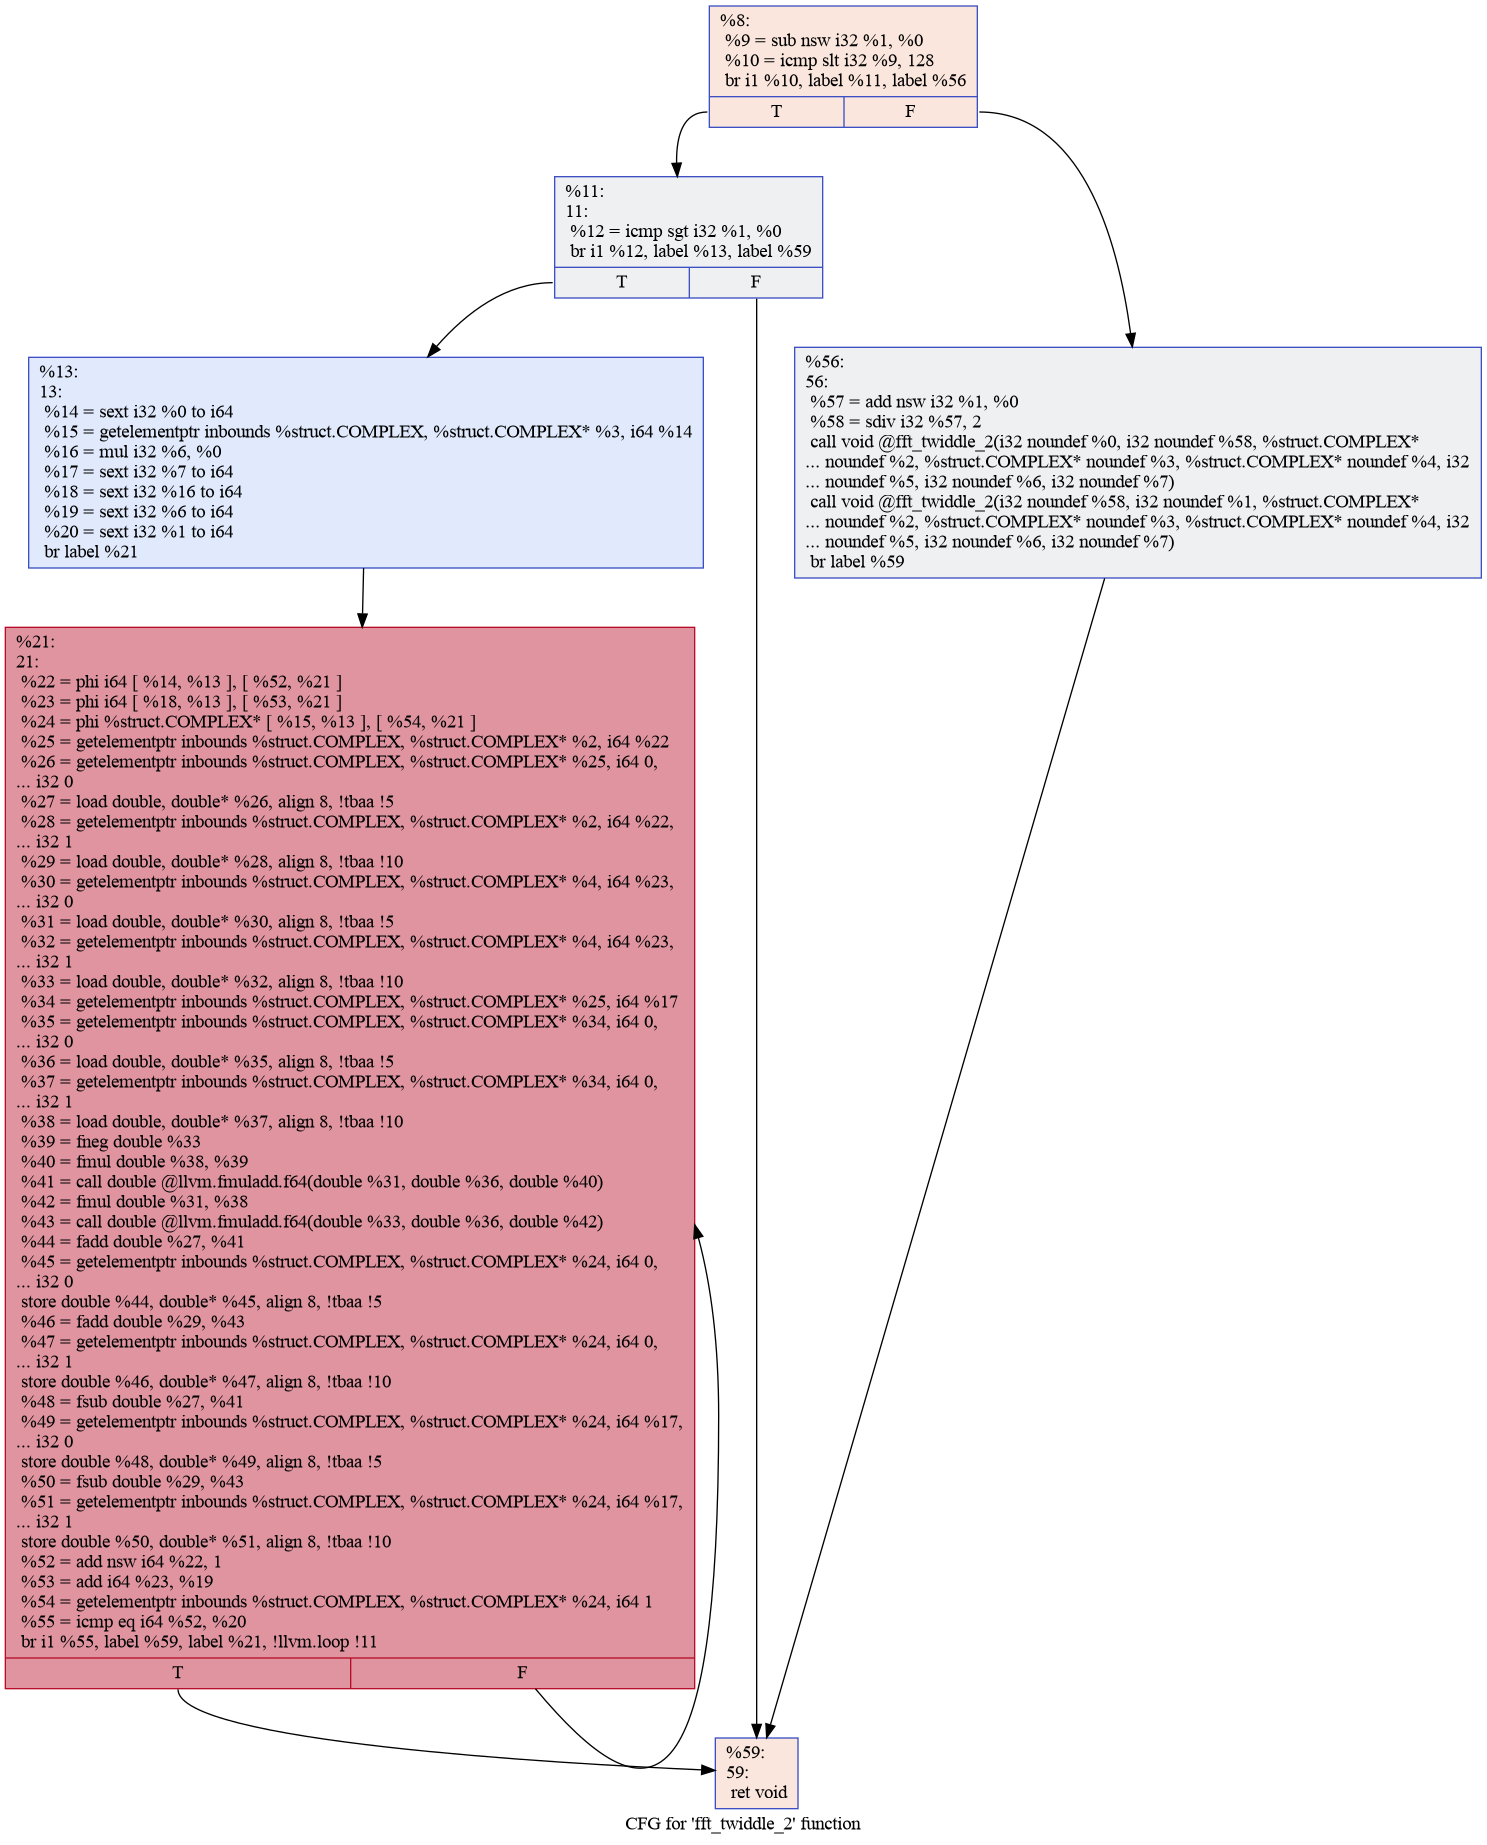 %8:
%9 = sub nsw i32 %1, %0
%10 = icmp slt i32 %9, 128
br i1 %10, label %11, label %56
T F
%11:
11:
%12 = icmp sgt i32 %1, %0
br i1 %12, label %13, label %59
T F
%13:
13:
%14 = sext i32 %0 to i64
%15 = getelementptr inbounds %struct.COMPLEX, %struct.COMPLEX* %3, i64 %14
%16 = mul i32 %6, %0
%17 = sext i32 %7 to i64
%18 = sext i32 %16 to i64
%19 = sext i32 %6 to i64
%20 = sext i32 %1 to i64
br label %21
%56:
56:
%57 = add nsw i32 %1, %0
%58 = sdiv i32 %57, 2
call void @fft_twiddle_2(i32 noundef %0, i32 noundef %58, %struct.COMPLEX*
... noundef %2, %struct.COMPLEX* noundef %3, %struct.COMPLEX* noundef %4, i32
... noundef %5, i32 noundef %6, i32 noundef %7)
call void @fft_twiddle_2(i32 noundef %58, i32 noundef %1, %struct.COMPLEX*
... noundef %2, %struct.COMPLEX* noundef %3, %struct.COMPLEX* noundef %4, i32
... noundef %5, i32 noundef %6, i32 noundef %7)
br label %59
%21:
21:
%22 = phi i64 [ %14, %13 ], [ %52, %21 ]
%23 = phi i64 [ %18, %13 ], [ %53, %21 ]
%24 = phi %struct.COMPLEX* [ %15, %13 ], [ %54, %21 ]
%25 = getelementptr inbounds %struct.COMPLEX, %struct.COMPLEX* %2, i64 %22
%26 = getelementptr inbounds %struct.COMPLEX, %struct.COMPLEX* %25, i64 0,
... i32 0
%27 = load double, double* %26, align 8, !tbaa !5
%28 = getelementptr inbounds %struct.COMPLEX, %struct.COMPLEX* %2, i64 %22,
... i32 1
%29 = load double, double* %28, align 8, !tbaa !10
%30 = getelementptr inbounds %struct.COMPLEX, %struct.COMPLEX* %4, i64 %23,
... i32 0
%31 = load double, double* %30, align 8, !tbaa !5
%32 = getelementptr inbounds %struct.COMPLEX, %struct.COMPLEX* %4, i64 %23,
... i32 1
%33 = load double, double* %32, align 8, !tbaa !10
%34 = getelementptr inbounds %struct.COMPLEX, %struct.COMPLEX* %25, i64 %17
%35 = getelementptr inbounds %struct.COMPLEX, %struct.COMPLEX* %34, i64 0,
... i32 0
%36 = load double, double* %35, align 8, !tbaa !5
%37 = getelementptr inbounds %struct.COMPLEX, %struct.COMPLEX* %34, i64 0,
... i32 1
%38 = load double, double* %37, align 8, !tbaa !10
%39 = fneg double %33
%40 = fmul double %38, %39
%41 = call double @llvm.fmuladd.f64(double %31, double %36, double %40)
%42 = fmul double %31, %38
%43 = call double @llvm.fmuladd.f64(double %33, double %36, double %42)
%44 = fadd double %27, %41
%45 = getelementptr inbounds %struct.COMPLEX, %struct.COMPLEX* %24, i64 0,
... i32 0
store double %44, double* %45, align 8, !tbaa !5
%46 = fadd double %29, %43
%47 = getelementptr inbounds %struct.COMPLEX, %struct.COMPLEX* %24, i64 0,
... i32 1
store double %46, double* %47, align 8, !tbaa !10
%48 = fsub double %27, %41
%49 = getelementptr inbounds %struct.COMPLEX, %struct.COMPLEX* %24, i64 %17,
... i32 0
store double %48, double* %49, align 8, !tbaa !5
%50 = fsub double %29, %43
%51 = getelementptr inbounds %struct.COMPLEX, %struct.COMPLEX* %24, i64 %17,
... i32 1
store double %50, double* %51, align 8, !tbaa !10
%52 = add nsw i64 %22, 1
%53 = add i64 %23, %19
%54 = getelementptr inbounds %struct.COMPLEX, %struct.COMPLEX* %24, i64 1
%55 = icmp eq i64 %52, %20
br i1 %55, label %59, label %21, !llvm.loop !11
T F
%59:
59:
ret void
CFG for 'fft_twiddle_2' function